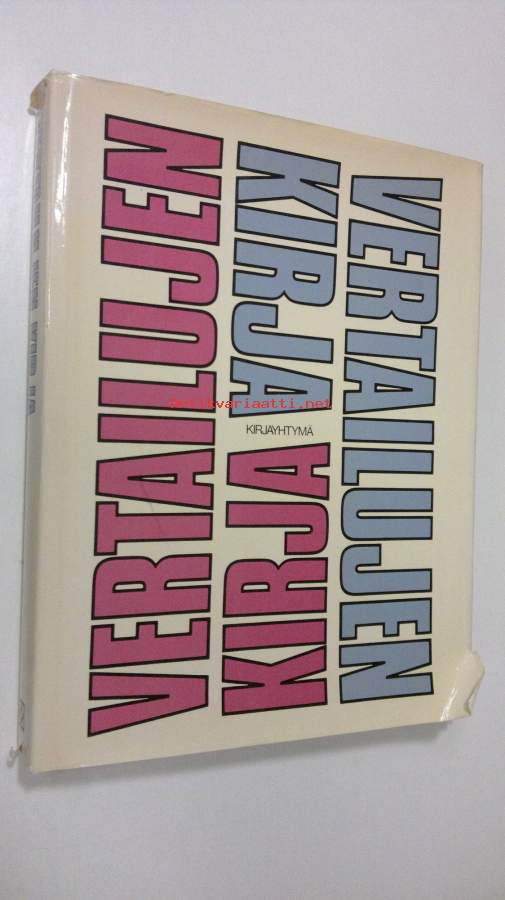 VERTAILUJEN
KIRJA
VERTAILUJEN
KIRJA
KIRJAYHTYMÄ
antikvariaatti.net